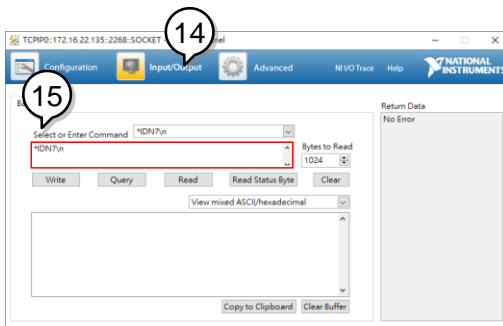 TCPIP0::172.16.22.135::2268::SOCKET - nel
14
Configuration Input/Output Advanced NI I/O Trace Help NATIONAL INSTRUMENTS
15
Return Data
No Error
Select or Enter Command *IDN?\n
*IDN?\n
Bytes to Read
1024
Write Query Read Read Status Byte Clear
View mixed ASCII/hexadecimal
Copy to Clipboard Clear Buffer